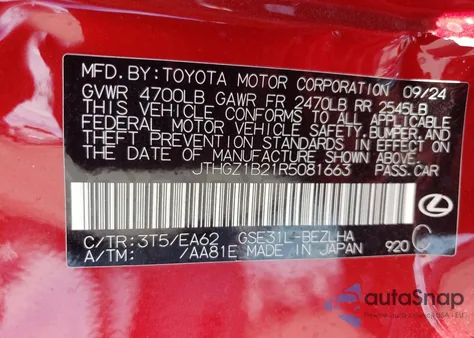 MFD. BY: TOYOTA MOTOR CORPORATION 09/24
GVWR 4700LB GAWR FR 2470LB RR 2545LB
THIS VEHICLE CONFORMS TO ALL APPLICABLE
FEDERAL MOTOR VEHICLE SAFETY, BUMPER, AND
THEFT PREVENTION STANDARDS IN EFFECT ON
THE DATE OF MANUFACTURE SHOWN ABOVE.
JTHGZ1B21R5081663 PASS.CAR
C/TR: 3T5/EA62 GSE31L-BEZLHA
A/TM: /AA81E MADE IN JAPAN 920 C
autoSnap